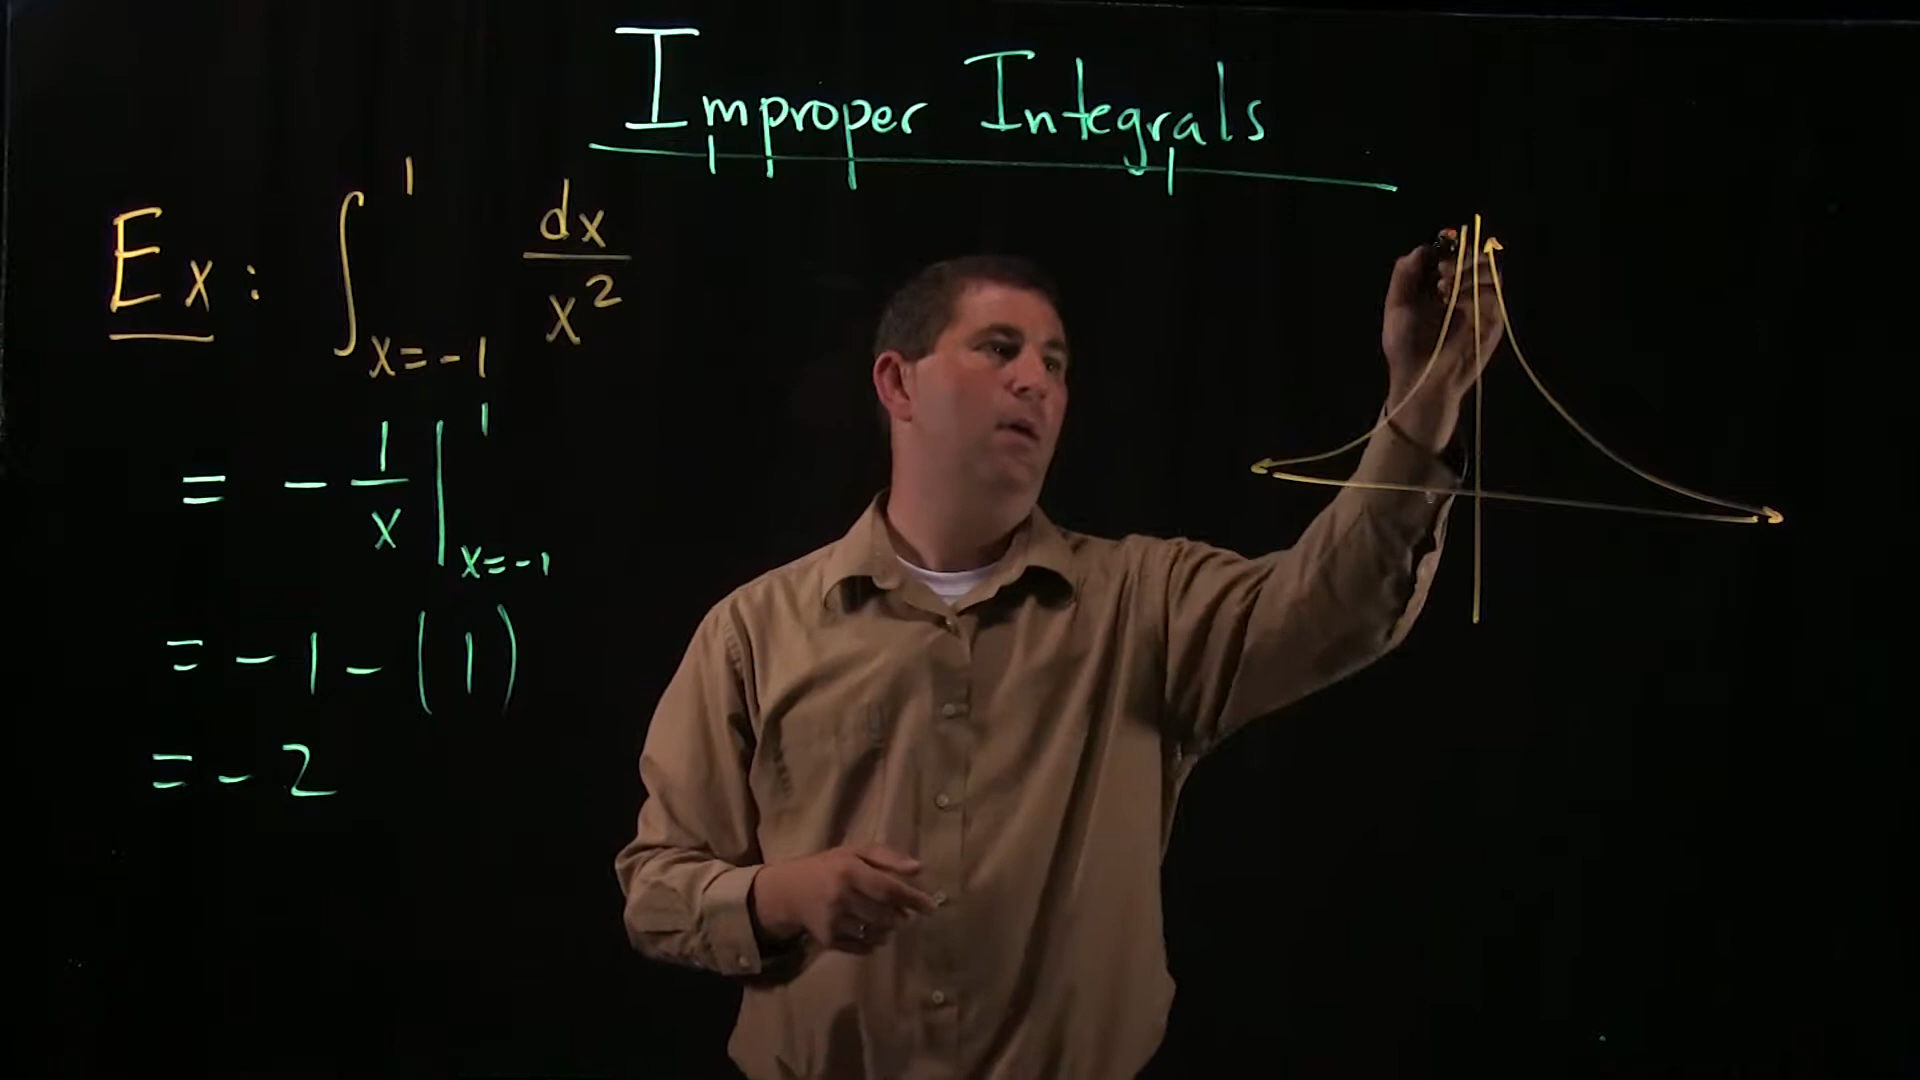 Improper Integrals
Ex: ∫_{x=-1}^{1} dx/x²
= -1/x |_{x=-1}^{1}
= -1-(1)
= -2